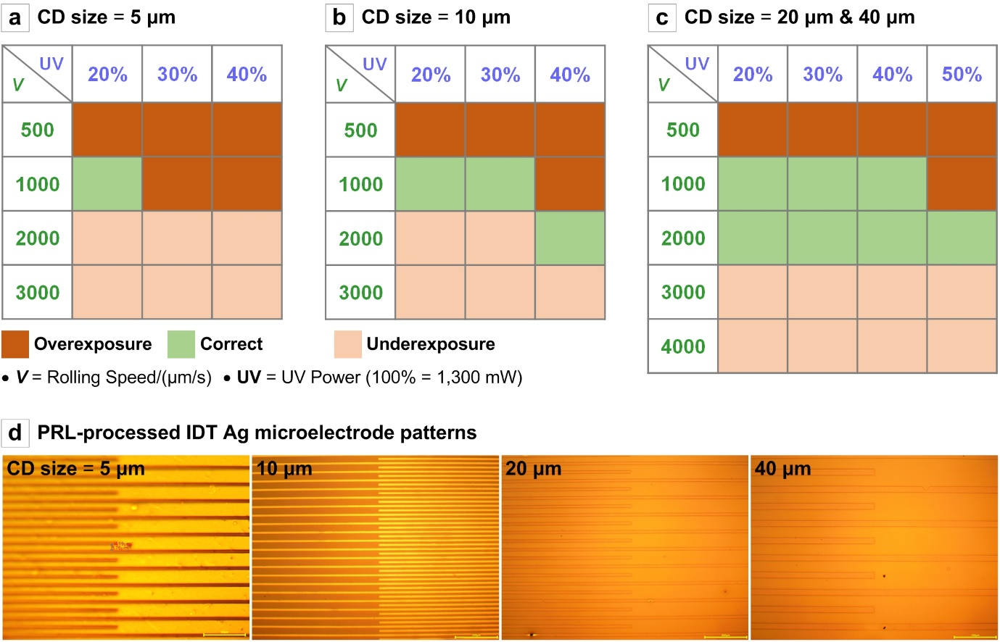 a CD size = 5 μm
UV
V
20% 30% 40%
500
1000
2000
3000
b CD size = 10 μm
UV
V
20% 30% 40%
500
1000
2000
3000
c CD size = 20 μm & 40 μm
UV
V
20% 30% 40% 50%
500
1000
2000
3000
4000
Overexposure Correct Underexposure
• V = Rolling Speed/(μm/s) • UV = UV Power (100% = 1,300 mW)
d PRL-processed IDT Ag microelectrode patterns
CD size = 5 μm 10 μm 20 μm 40 μm